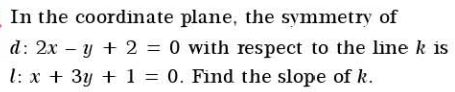 In the coordinate plane, the symmetry of
d: 2x – y + 2 = 0 with respect to the line k is
l: x + 3y + 1 = 0. Find the slope of k.